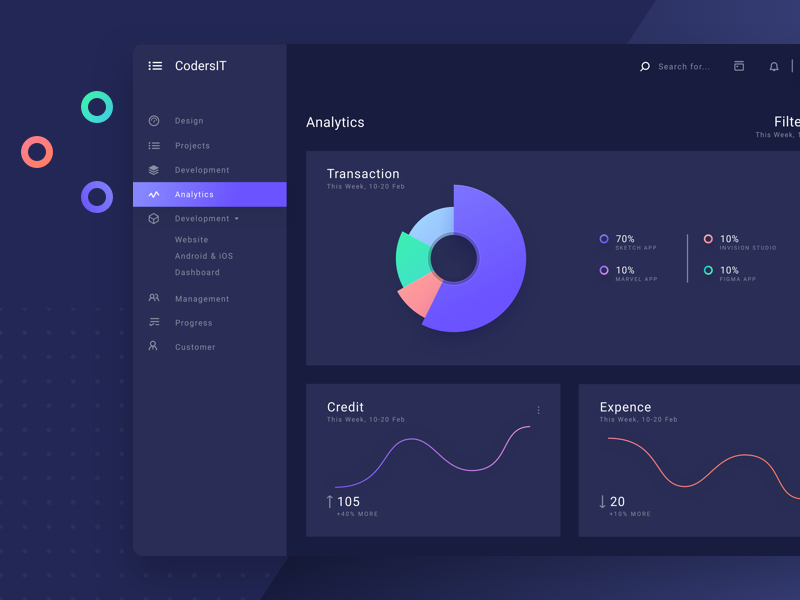 CodersIT
Search for...
Design
Projects
Development
Analytics
Development
Website
Android & iOS
Dashboard
Management
Progress
Customer
Analytics
Filte
This Week, 1
Transaction
This Week, 10-20 Feb
70%
SKETCH APP
10%
INVISION STUDIO
10%
MARVEL APP
10%
FIGMA APP
Credit
This Week, 10-20 Feb
105
+40% MORE
Expence
This Week, 10-20 Feb
20
+10% MORE